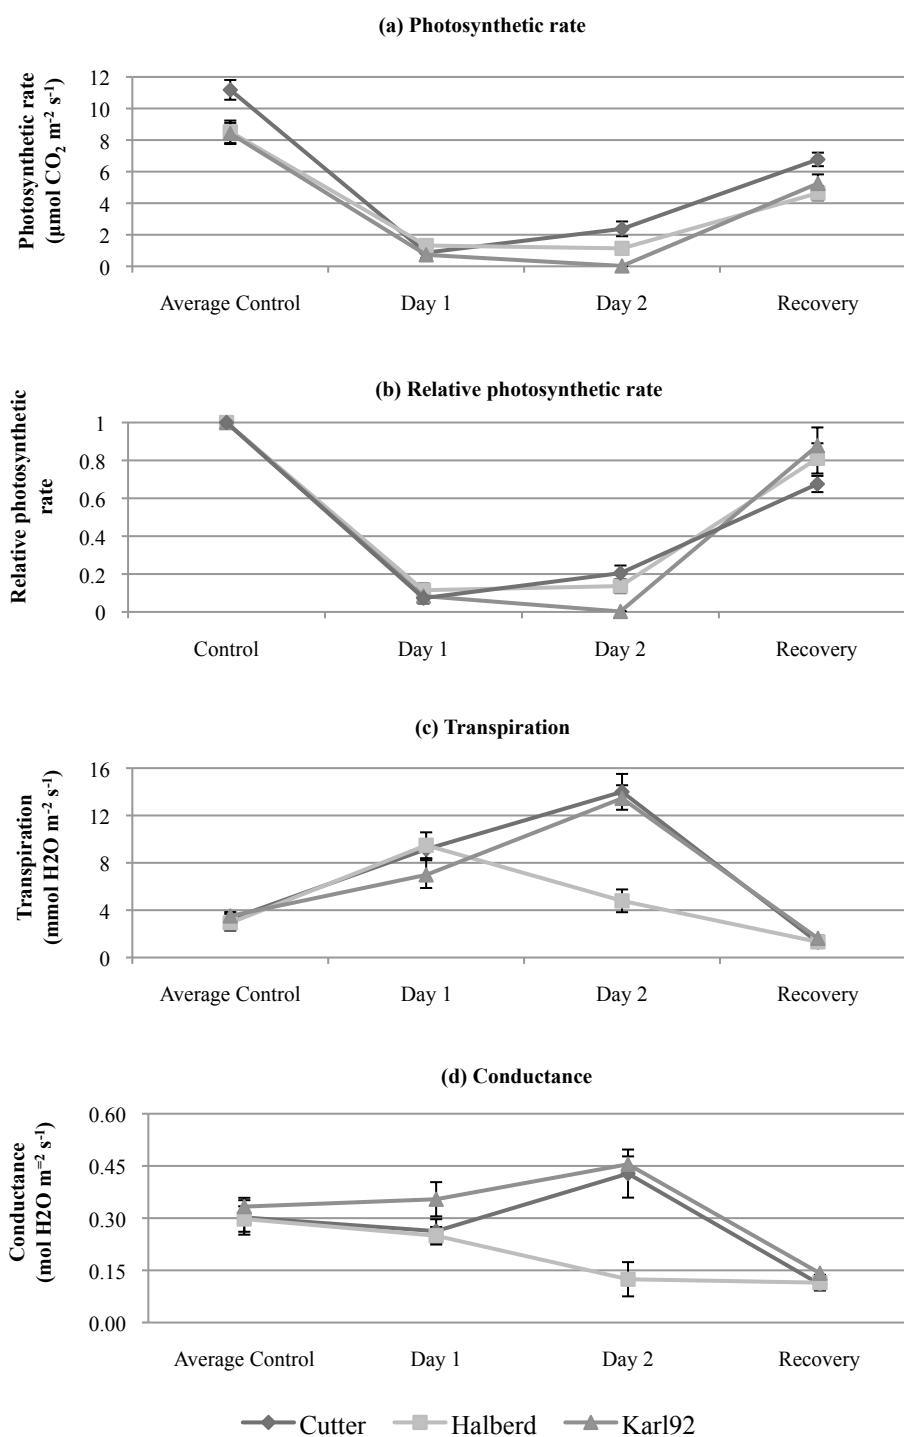 (a) Photosynthetic rate
Photosynthetic rate
(µmol CO₂ m⁻² s⁻¹)
12
10
8
6
4
2
0
Average Control Day 1 Day 2 Recovery
(b) Relative photosynthetic rate
Relative photosynthetic
rate
1
0.8
0.6
0.4
0.2
0
Control Day 1 Day 2 Recovery
(c) Transpiration
Transpiration
(mmol H2O m⁻² s⁻¹)
16
12
8
4
0
Average Control Day 1 Day 2 Recovery
(d) Conductance
Conductance
(mol H2O m⁼² s⁻¹)
0.60
0.45
0.30
0.15
0.00
Average Control Day 1 Day 2 Recovery
Cutter Halberd Karl92